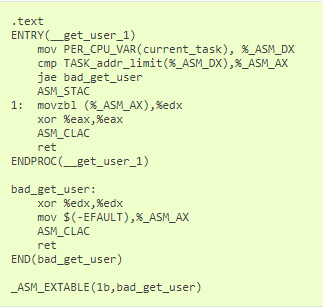 .text
ENTRY(__get_user_1)
mov PER_CPU_VAR(current_task), %_ASM_DX
cmp TASK_addr_limit(%_ASM_DX),%_ASM_AX
jae bad_get_user
ASM_STAC
1: movzbl (%_ASM_AX),%edx
xor %eax,%eax
ASM_CLAC
ret
ENDPROC(__get_user_1)
bad_get_user:
xor %edx,%edx
mov $(-EFAULT),%_ASM_AX
ASM_CLAC
ret
END(bad_get_user)
_ASM_EXTABLE(1b,bad_get_user)